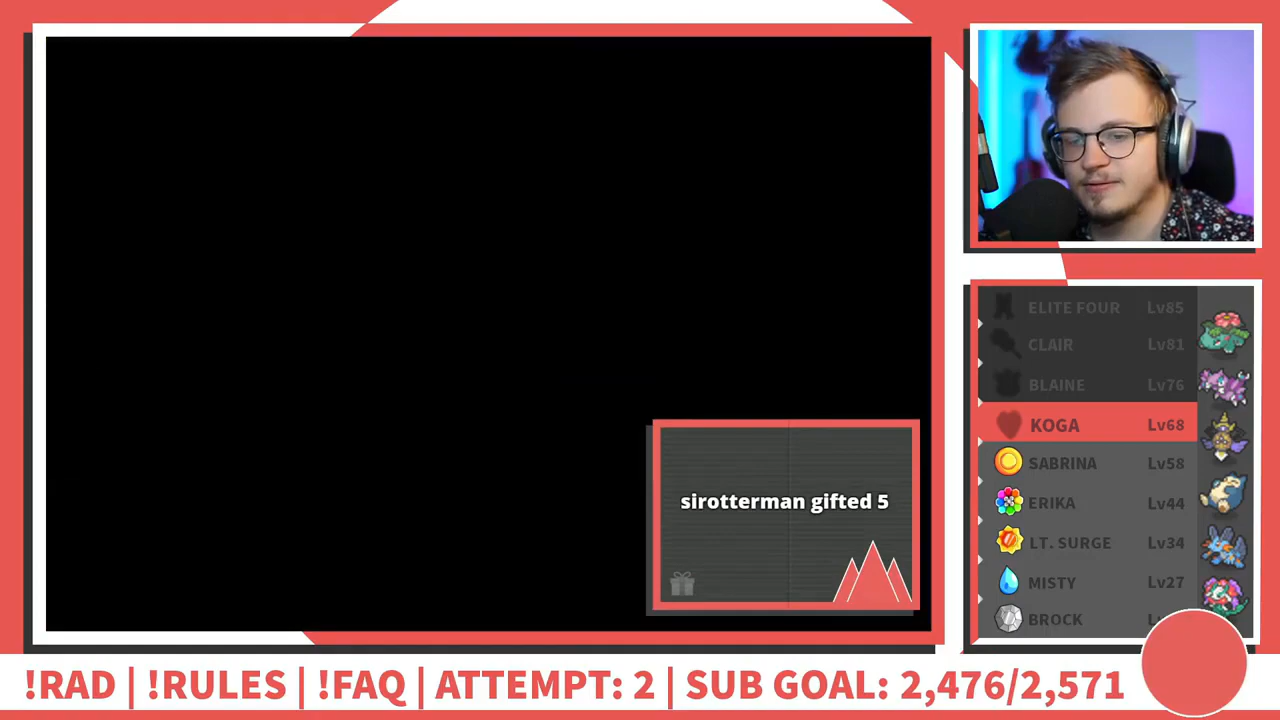 ELITE FOUR Lv85
CLAIR Lv81
BLAINE Lv76
KOGA Lv68
SABRINA Lv58
ERIKA Lv44
LT. SURGE Lv34
MISTY Lv27
BROCK
sirotterman gifted 5
!RAD | !RULES | !FAQ | ATTEMPT: 2 | SUB GOAL: 2,476/2,571